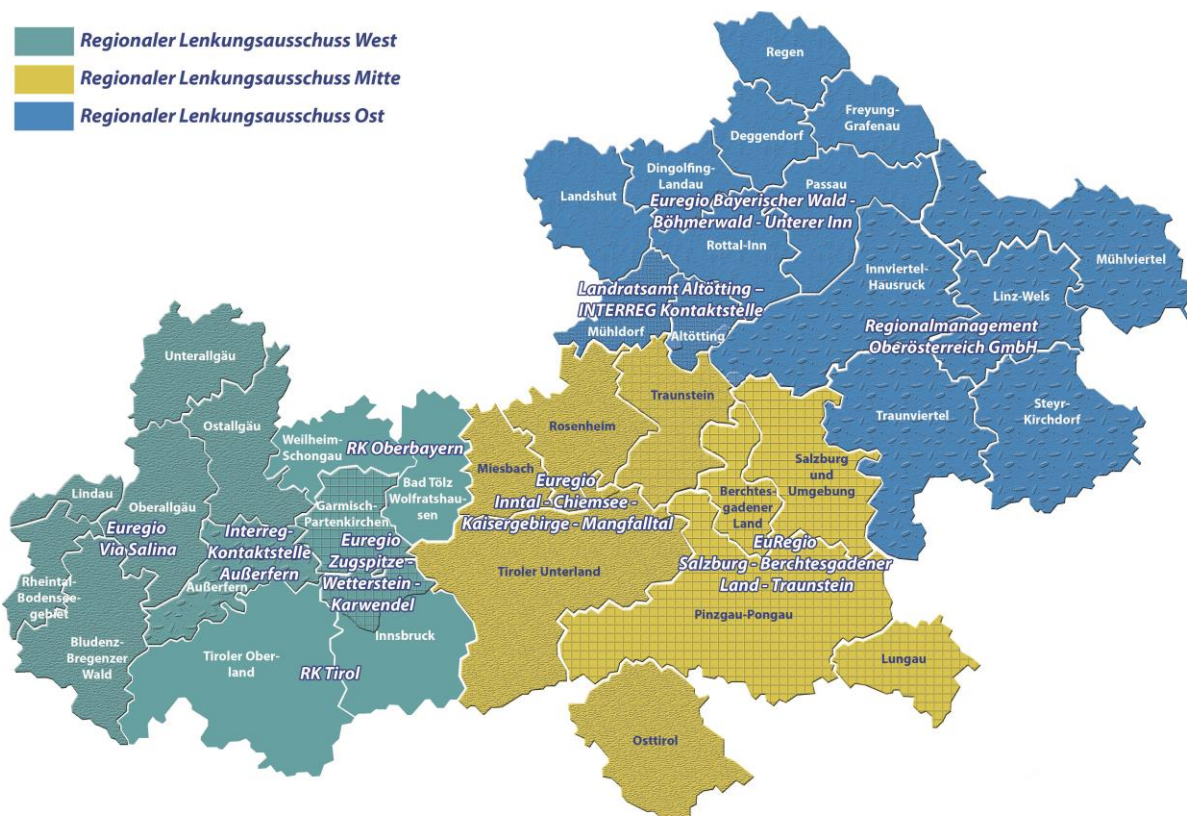 Regionaler Lenkungsausschuss West
Regionaler Lenkungsausschuss Mitte
Regionaler Lenkungsausschuss Ost
Regen
Freyung-
Grafenau
Deggendorf
Dingolfing-
Landau
Landshut
Passau
Euregio Bayerischer Wald -
Böhmerwald - Unterer Inn
Rottal-Inn
Innviertel-
Hausruck
Mühlviertel
Linz-Wels
Landratsamt Altötting –
INTERREG Kontaktstelle
Mühldorf
Altötting
Regionalmanagement
Oberösterreich GmbH
Traunviertel
Steyr-
Kirchdorf
Unterallgäu
Ostallgäu
Weilheim-
Schongau
RK Oberbayern
Bad Tölz
Wolfratshau-
sen
Lindau
Oberallgäu
Garmisch-
Partenkirchen
Euregio
Via Salina
Interreg-
Kontaktstelle
Außerfern
Euregio
Zugspitze -
Wetterstein -
Karwendel
Rheintal-
Bodensee-
gebiet
Außerfern
Bludenz-
Bregenzer
Wald
Tiroler Ober-
land
RK Tirol
Innsbruck
Traunstein
Rosenheim
Miesbach
Euregio
Inntal - Chiemsee -
Kaisergebirge - Mangfalltal
Salzburg
und
Umgebung
Berchtes-
gadener
Land
EuRegio
Salzburg - Berchtesgadener
Land - Traunstein
Tiroler Unterland
Pinzgau-Pongau
Lungau
Osttirol